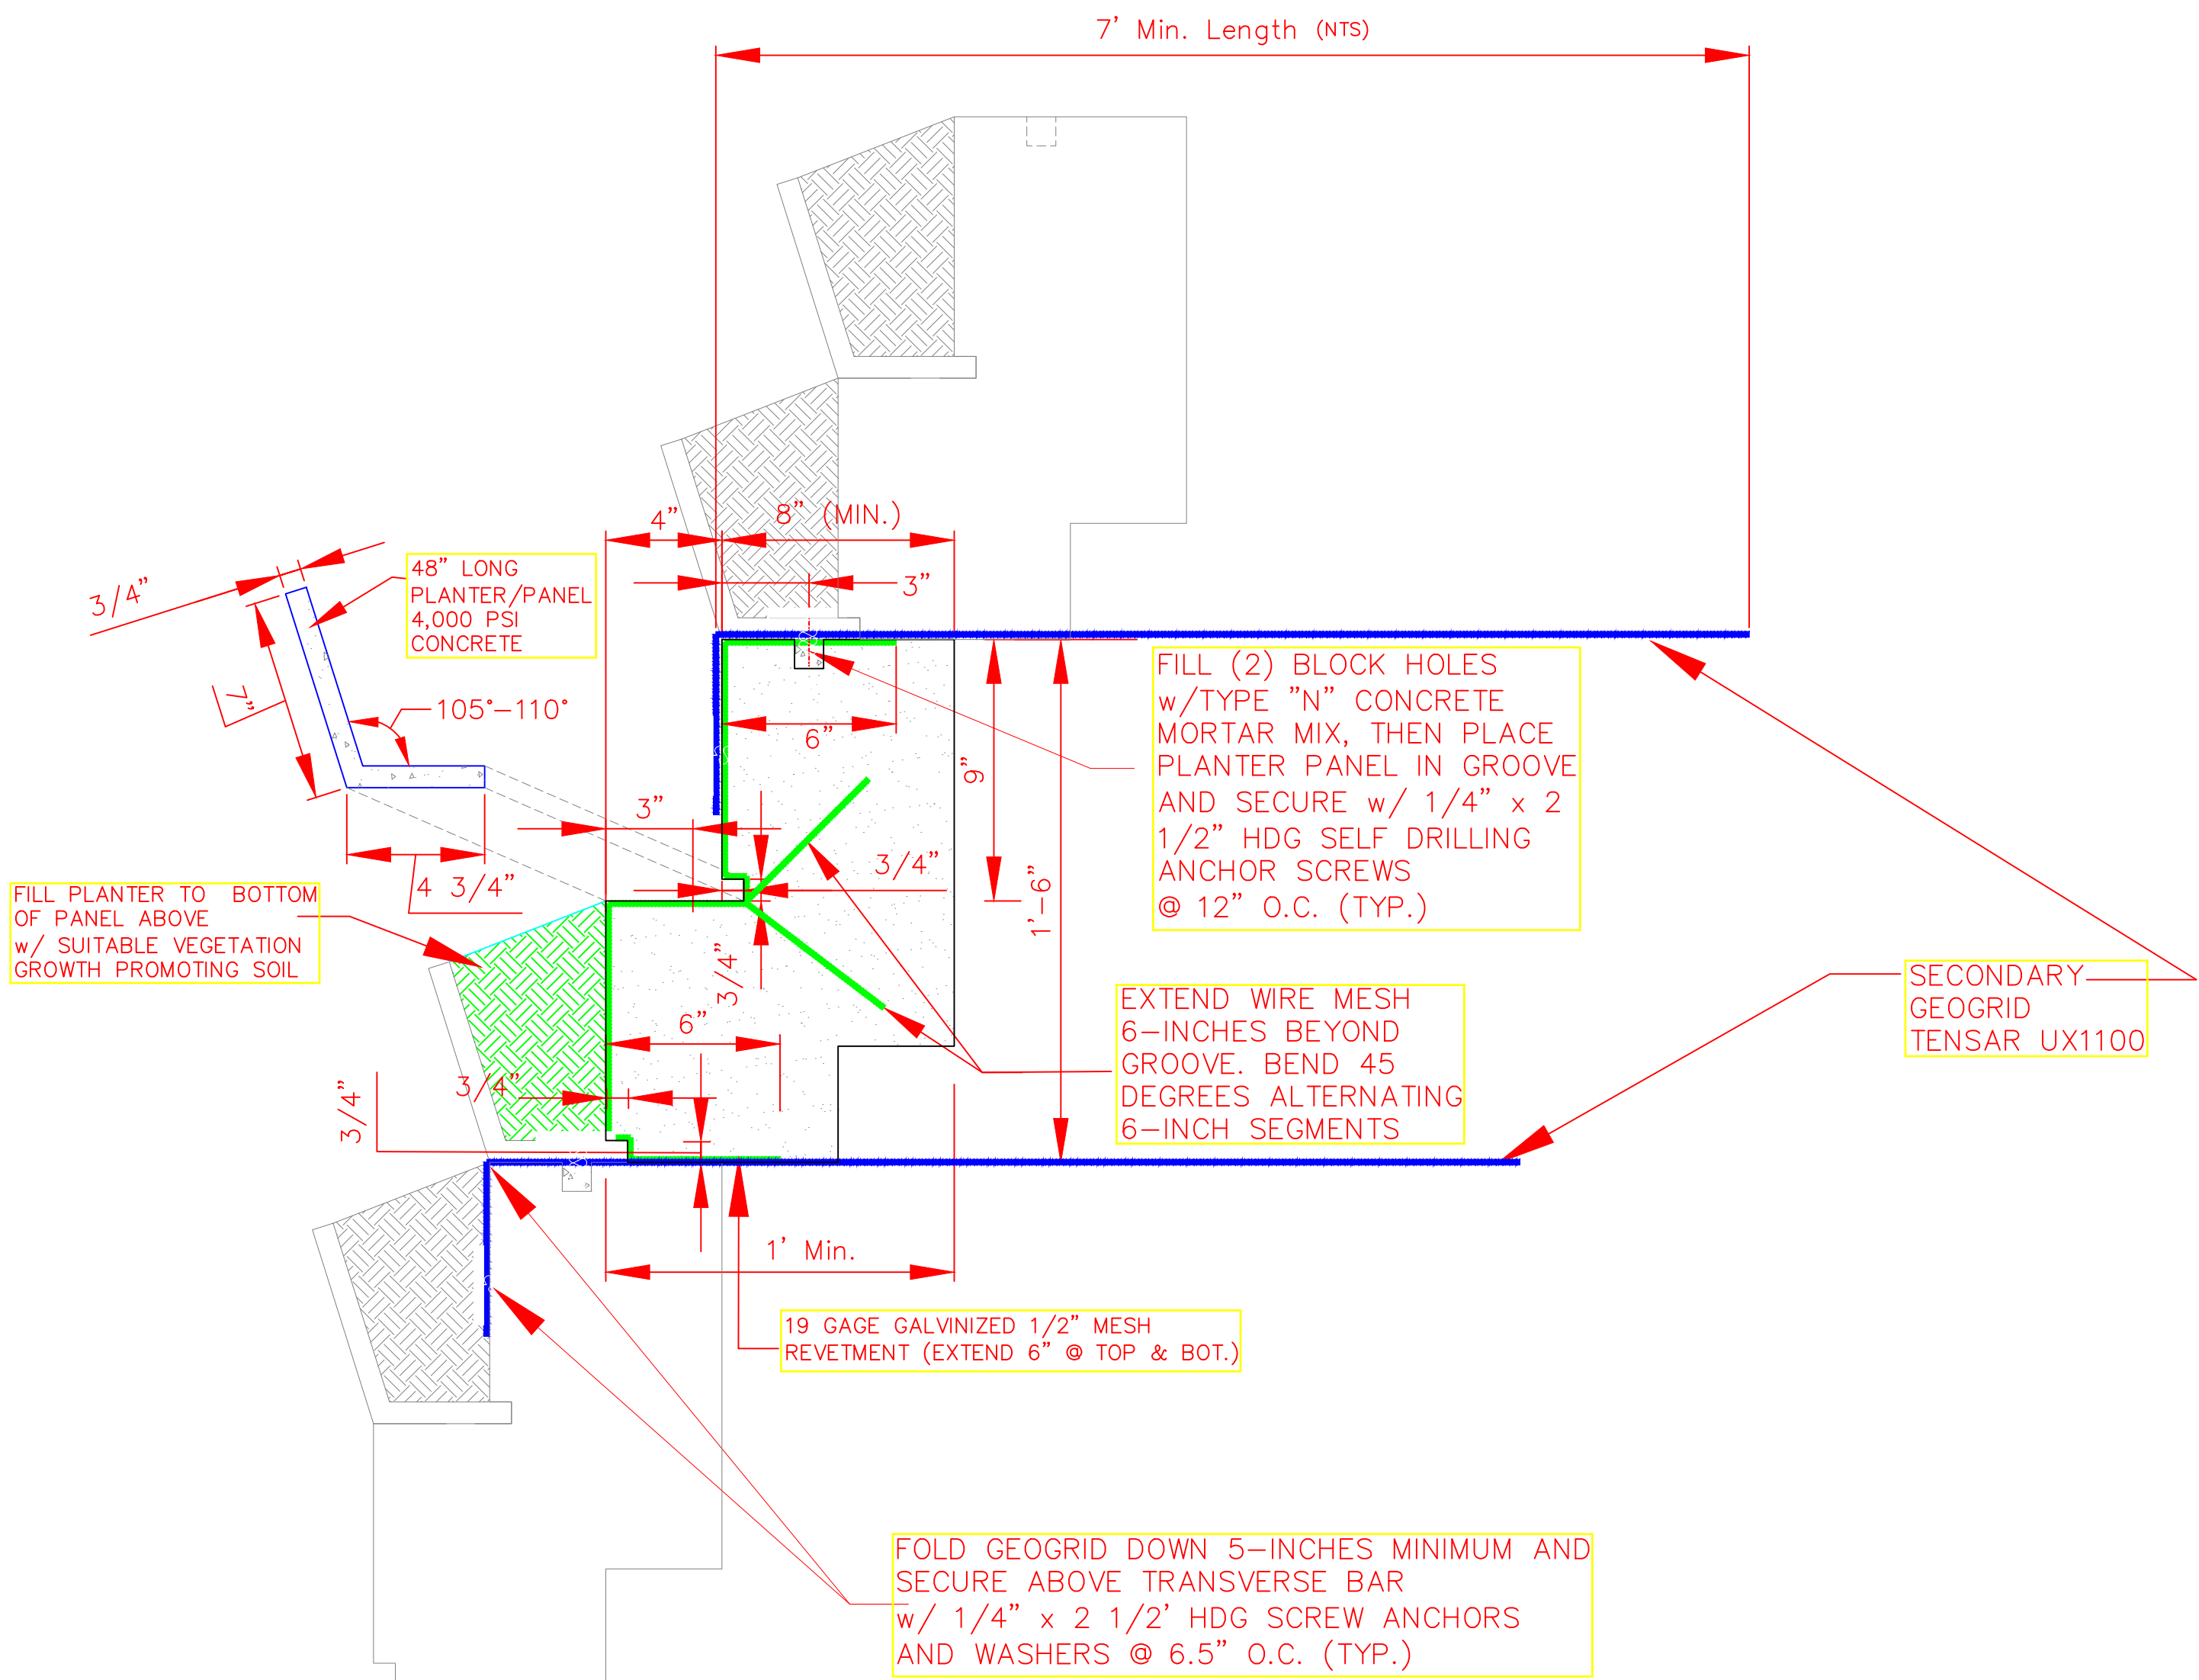 7' Min. Length (NTS)
4"
8" (MIN.)
3"
3/4"
48" LONG
PLANTER/PANEL
4,000 PSI
CONCRETE
7"
105°-110°
6"
9"
FILL (2) BLOCK HOLES
w/TYPE "N" CONCRETE
MORTAR MIX, THEN PLACE
PLANTER PANEL IN GROOVE
AND SECURE w/ 1/4" x 2
1/2" HDG SELF DRILLING
ANCHOR SCREWS
@ 12" O.C. (TYP.)
3"
3/4"
4 3/4"
1'-6"
FILL PLANTER TO BOTTOM
OF PANEL ABOVE
w/ SUITABLE VEGETATION
GROWTH PROMOTING SOIL
3/4"
SECONDARY
GEOGRID
TENSAR UX1100
EXTEND WIRE MESH
6-INCHES BEYOND
GROOVE. BEND 45
DEGREES ALTERNATING
6-INCH SEGMENTS
6"
3/4"
3/4"
1' Min.
19 GAGE GALVINIZED 1/2" MESH
REVETMENT (EXTEND 6" @ TOP & BOT.)
FOLD GEOGRID DOWN 5-INCHES MINIMUM AND
SECURE ABOVE TRANSVERSE BAR
w/ 1/4" x 2 1/2' HDG SCREW ANCHORS
AND WASHERS @ 6.5" O.C. (TYP.)